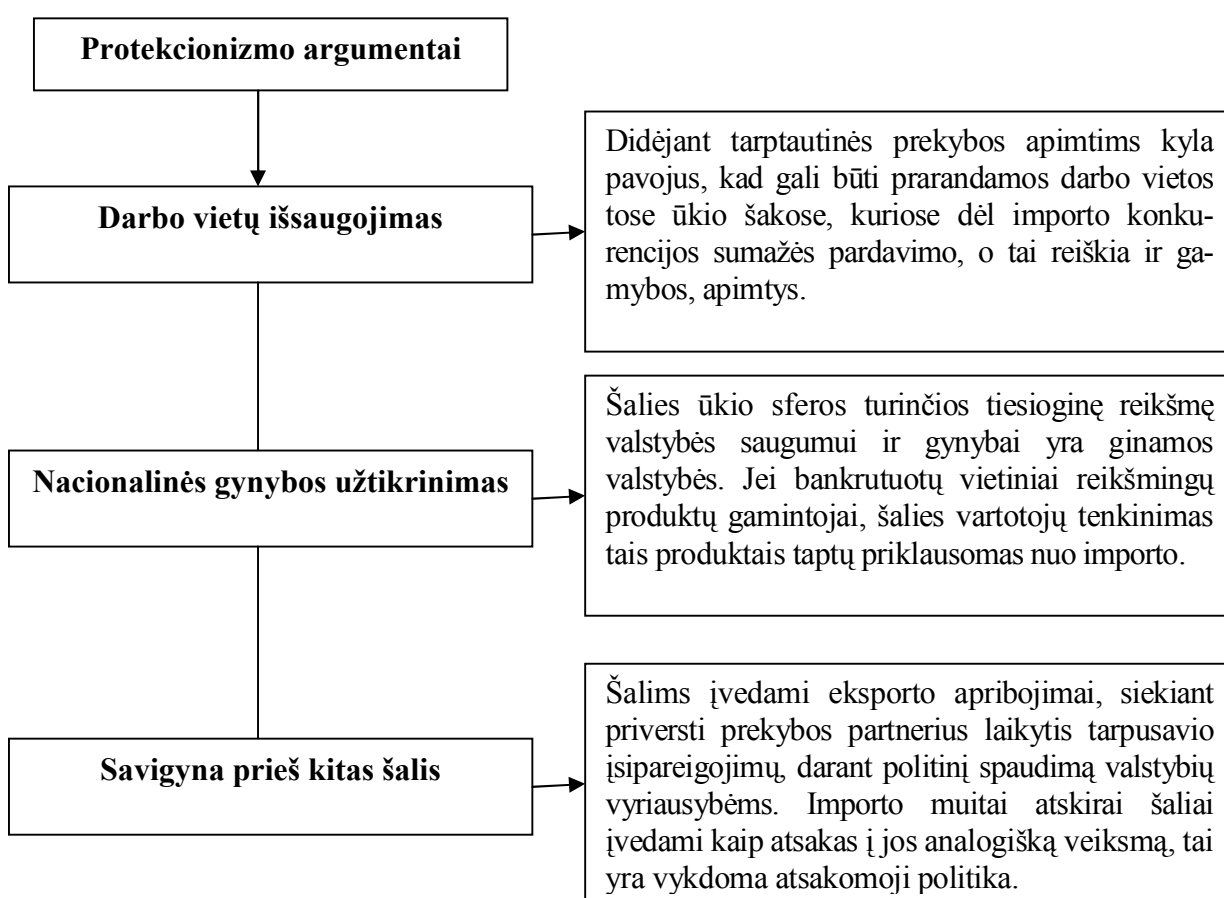 Protekcionizmo argumentai
Didėjant tarptautinės prekybos apimtims kyla
pavojus, kad gali būti prarandamos darbo vietos
tose ūkio šakose, kuriose dėl importo konku-
rencijos sumažės pardavimo, o tai reiškia ir ga-
mybos, apimtys.
Darbo vietų išsaugojimas
Šalies ūkio sferos turinčios tiesioginę reikšmę
valstybės saugumui ir gynybai yra ginamos
valstybės. Jei bankrutuotų vietiniai reikšmingų
produktų gamintojai, šalies vartotojų tenkinimas
tais produktais taptų priklausomas nuo importo.
Nacionalinės gynybos užtikrinimas
Šalims įvedami eksporto apribojimai, siekiant
priversti prekybos partnerius laikytis tarpusavio
įsipareigojimų, darant politinį spaudimą valstybių
vyriausybėms. Importo muitai atskirai šaliai
įvedami kaip atsakas į jos analogišką veiksmą, tai
yra vykdoma atsakomoji politika.
Savigyna prieš kitas šalis